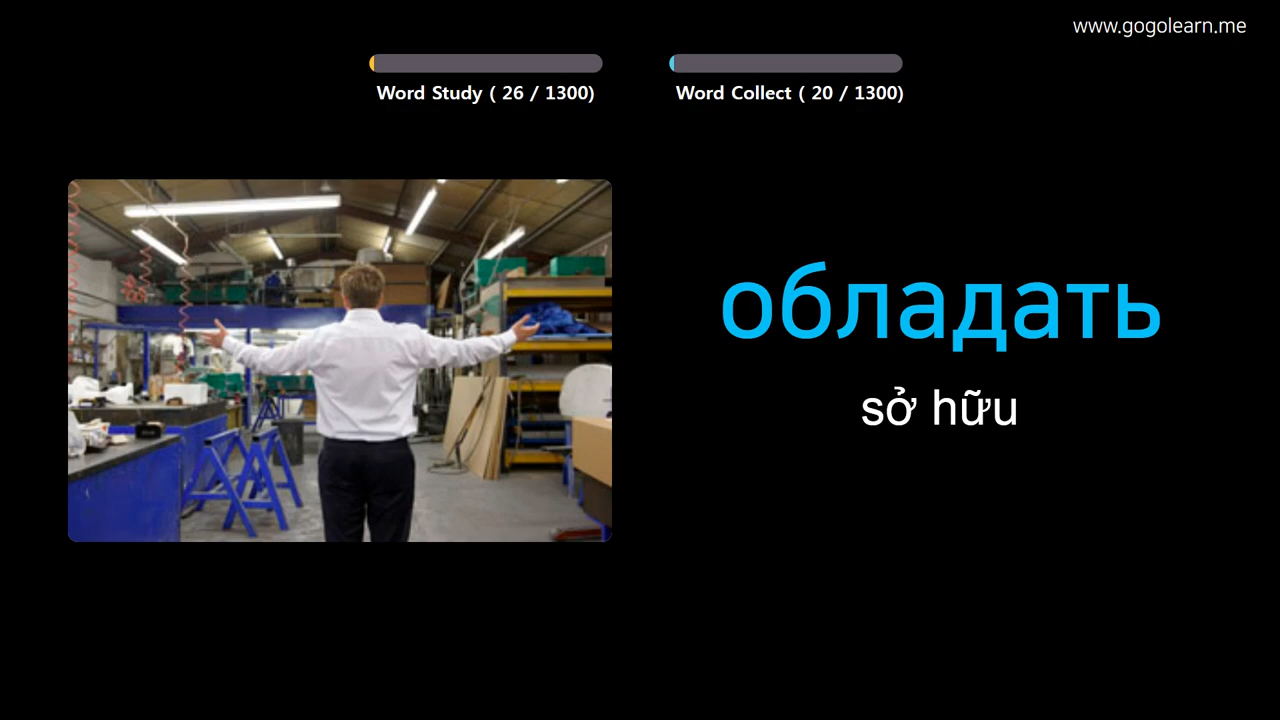 www.gogolearn.me
Word Study ( 26 / 1300)
Word Collect ( 20 / 1300)
обладать
sở hữu